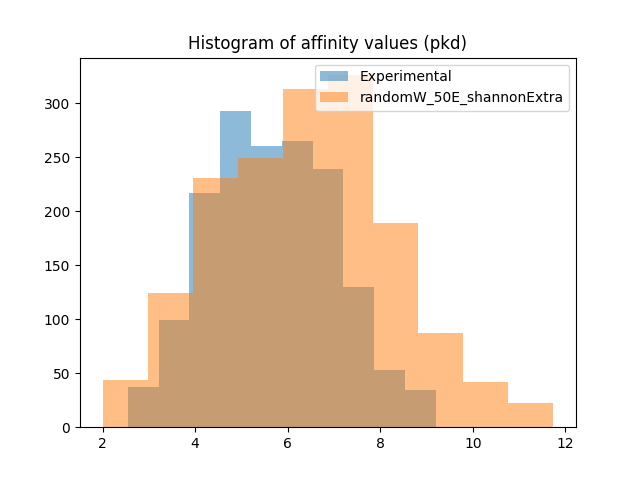 Histogram of affinity values (pkd)
Experimental
randomW_50E_shannonExtra
300
250
200
150
100
50
0
2 4 6 8 10 12